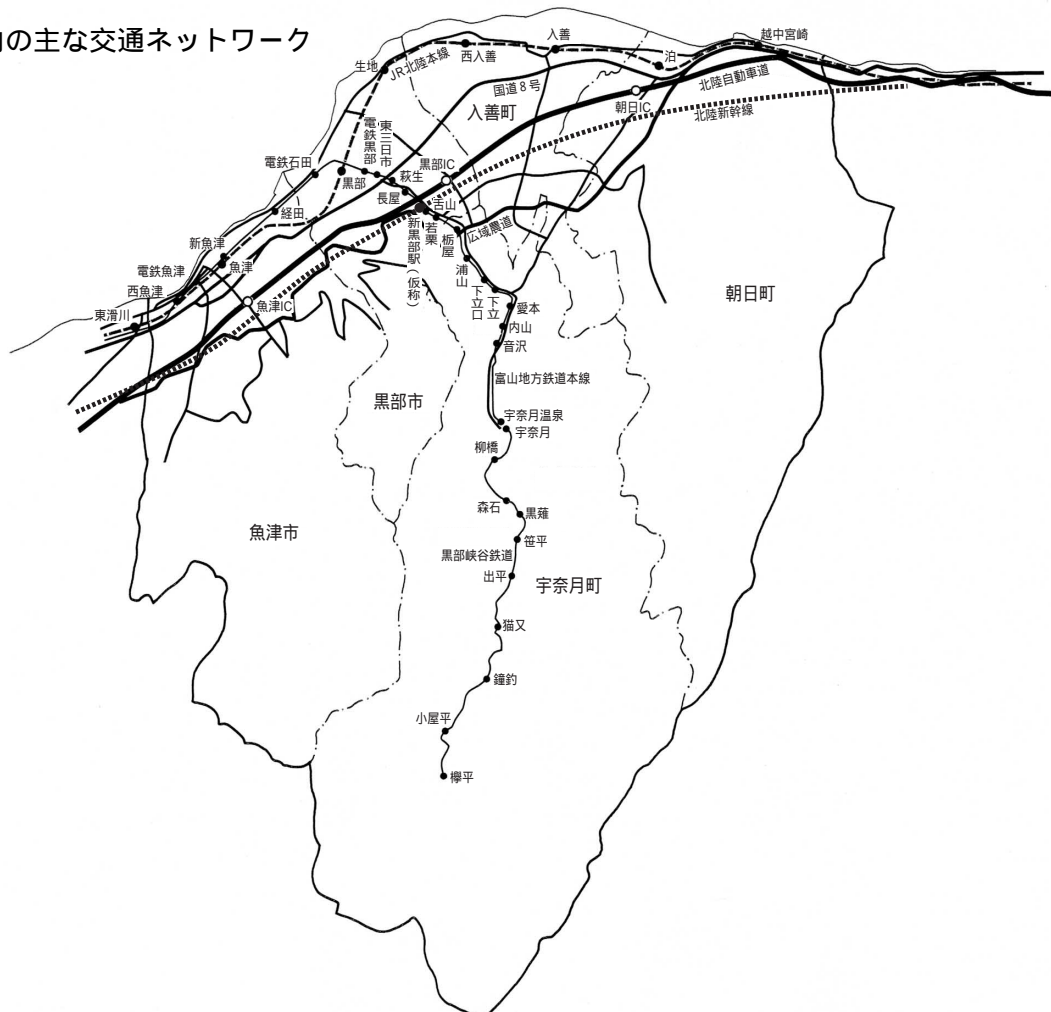 の主な交通ネットワーク
越中宮崎
入善
西入善
泊
生地
JR北陸本線
国道8号
北陸自動車道
入善町
朝日IC
北陸新幹線
東三日市
電鉄黒部
電鉄石田
黒部
萩生
黒部IC
長屋
舌山
経田
新黒部駅(仮称)
若栗
栃屋
広域農道
新魚津
魚津
浦山
電鉄魚津
西魚津
下立口
下立
朝日町
東滑川
魚津IC
愛本
内山
音沢
富山地方鉄道本線
黒部市
宇奈月温泉
宇奈月
柳橋
森石
黒薙
魚津市
笹平
黒部峡谷鉄道
出平
宇奈月町
猫又
鐘釣
小屋平
欅平